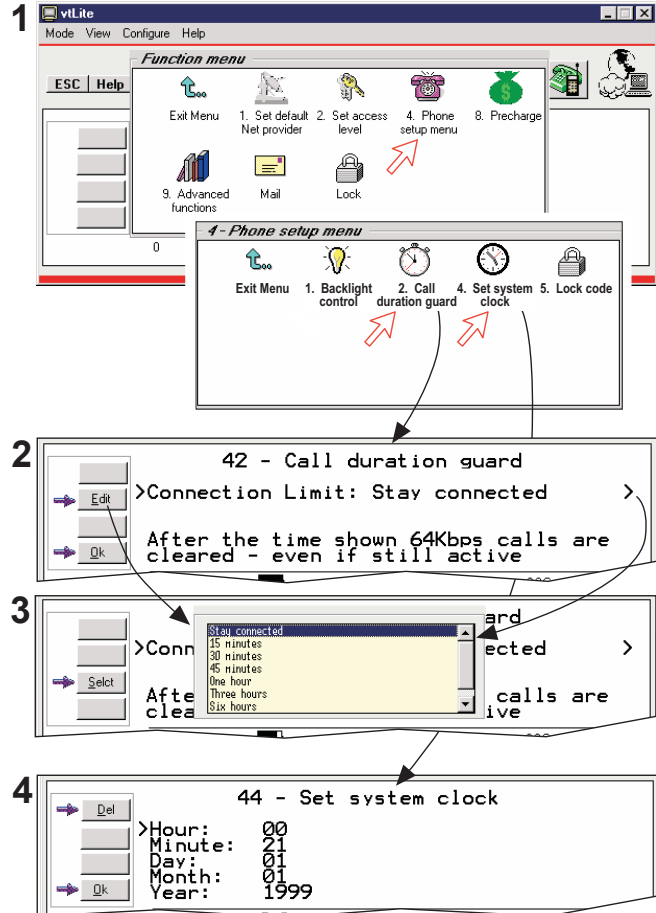 1
vtLite
Mode View Configure Help
ESC Help
Function menu
Exit Menu
1. Set default Net provider
2. Set access level
4. Phone setup menu
8. Precharge
9. Advanced functions
Mail
Lock
0
4-Phone setup menu
Exit Menu
1. Backlight control
2. Call duration guard
4. Set system clock
5. Lock code
2
42 - Call duration guard
Edit
>Connection Limit: Stay connected >
Ok
After the time shown 64Kbps calls are
cleared - even if still active
3
ard
Stay connected
15 minutes
30 minutes
45 minutes
One hour
Three hours
Six hours
>Conn ected >
Selct
Afte calls are
clea ive
4
44 - Set system clock
Del
>Hour: 00
Minute: 21
Day: 01
Month: 01
Year: 1999
Ok